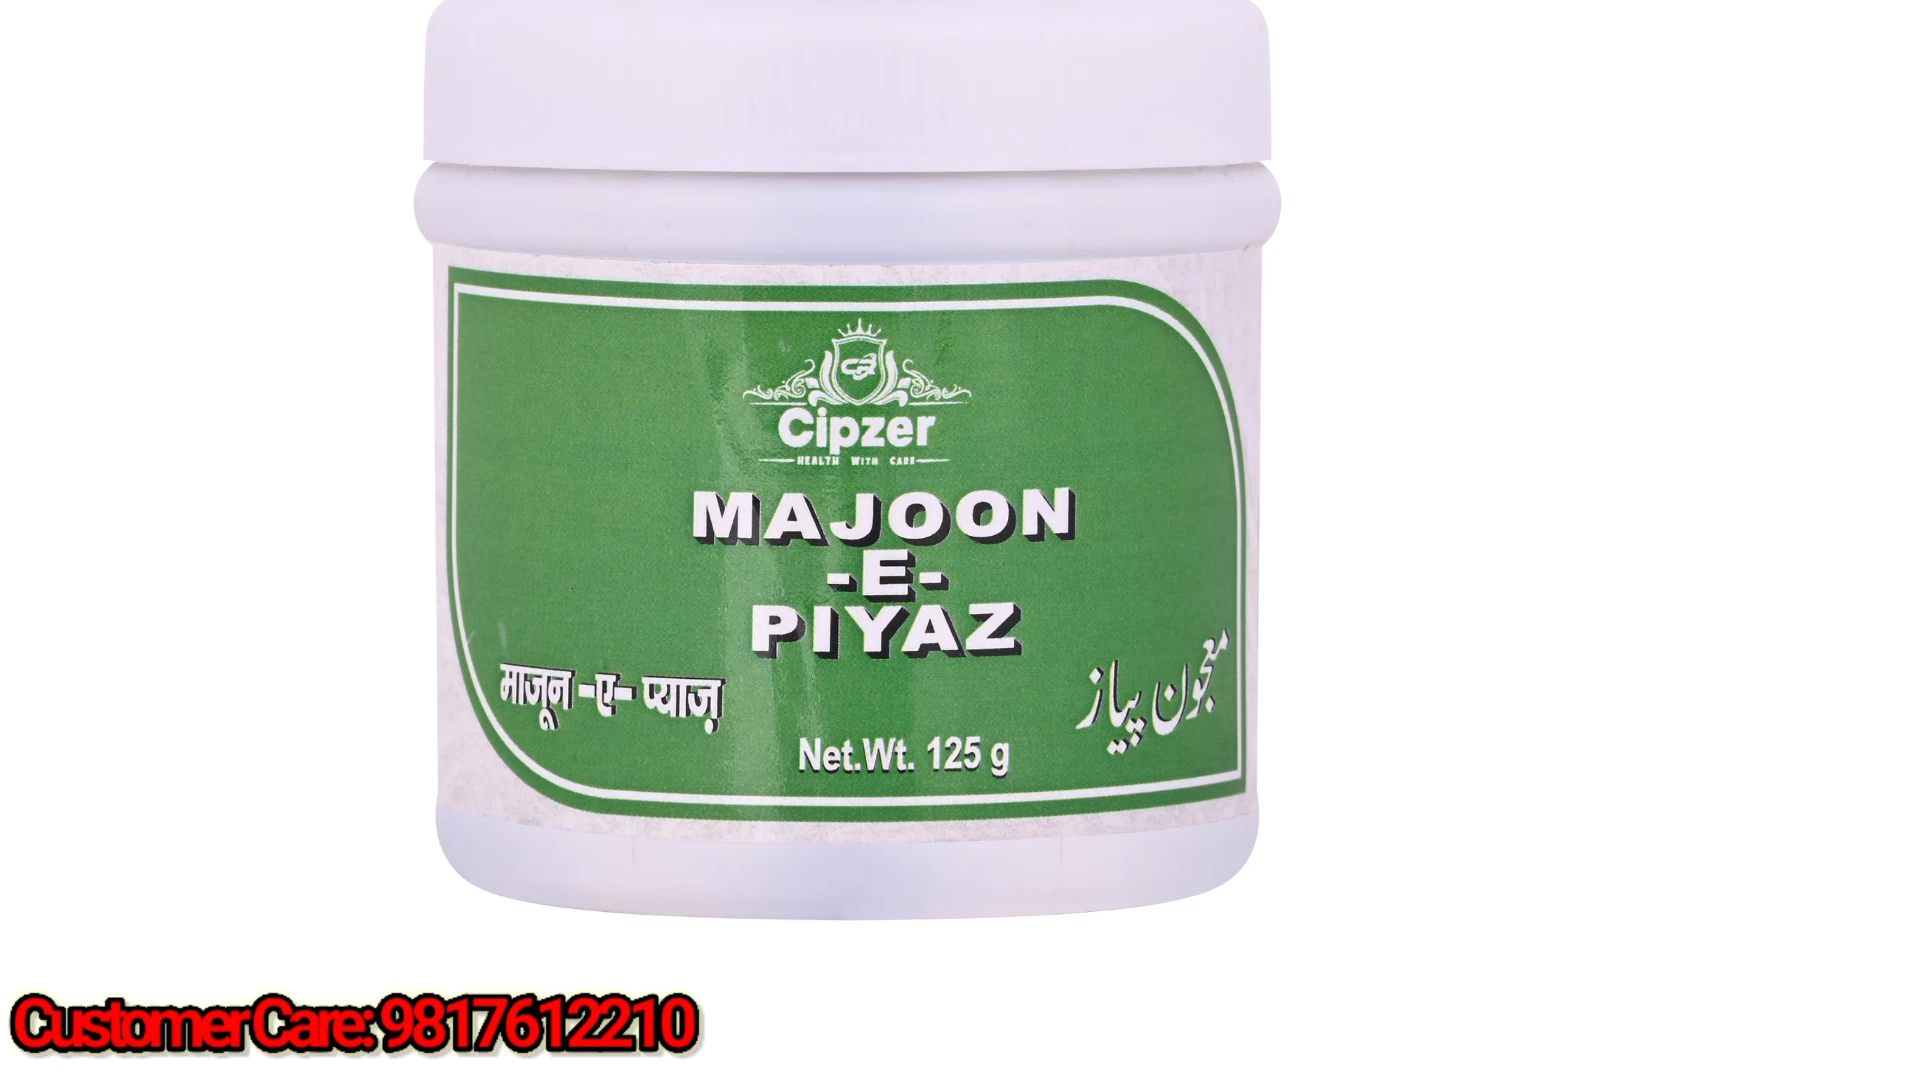 Cipzer
HEALTH WITH CARE
MAJOON
-E-
PIYAZ
माजून -ए- प्याज़
معجون پیاز
Net.Wt. 125 g
Customer Care: 9817612210